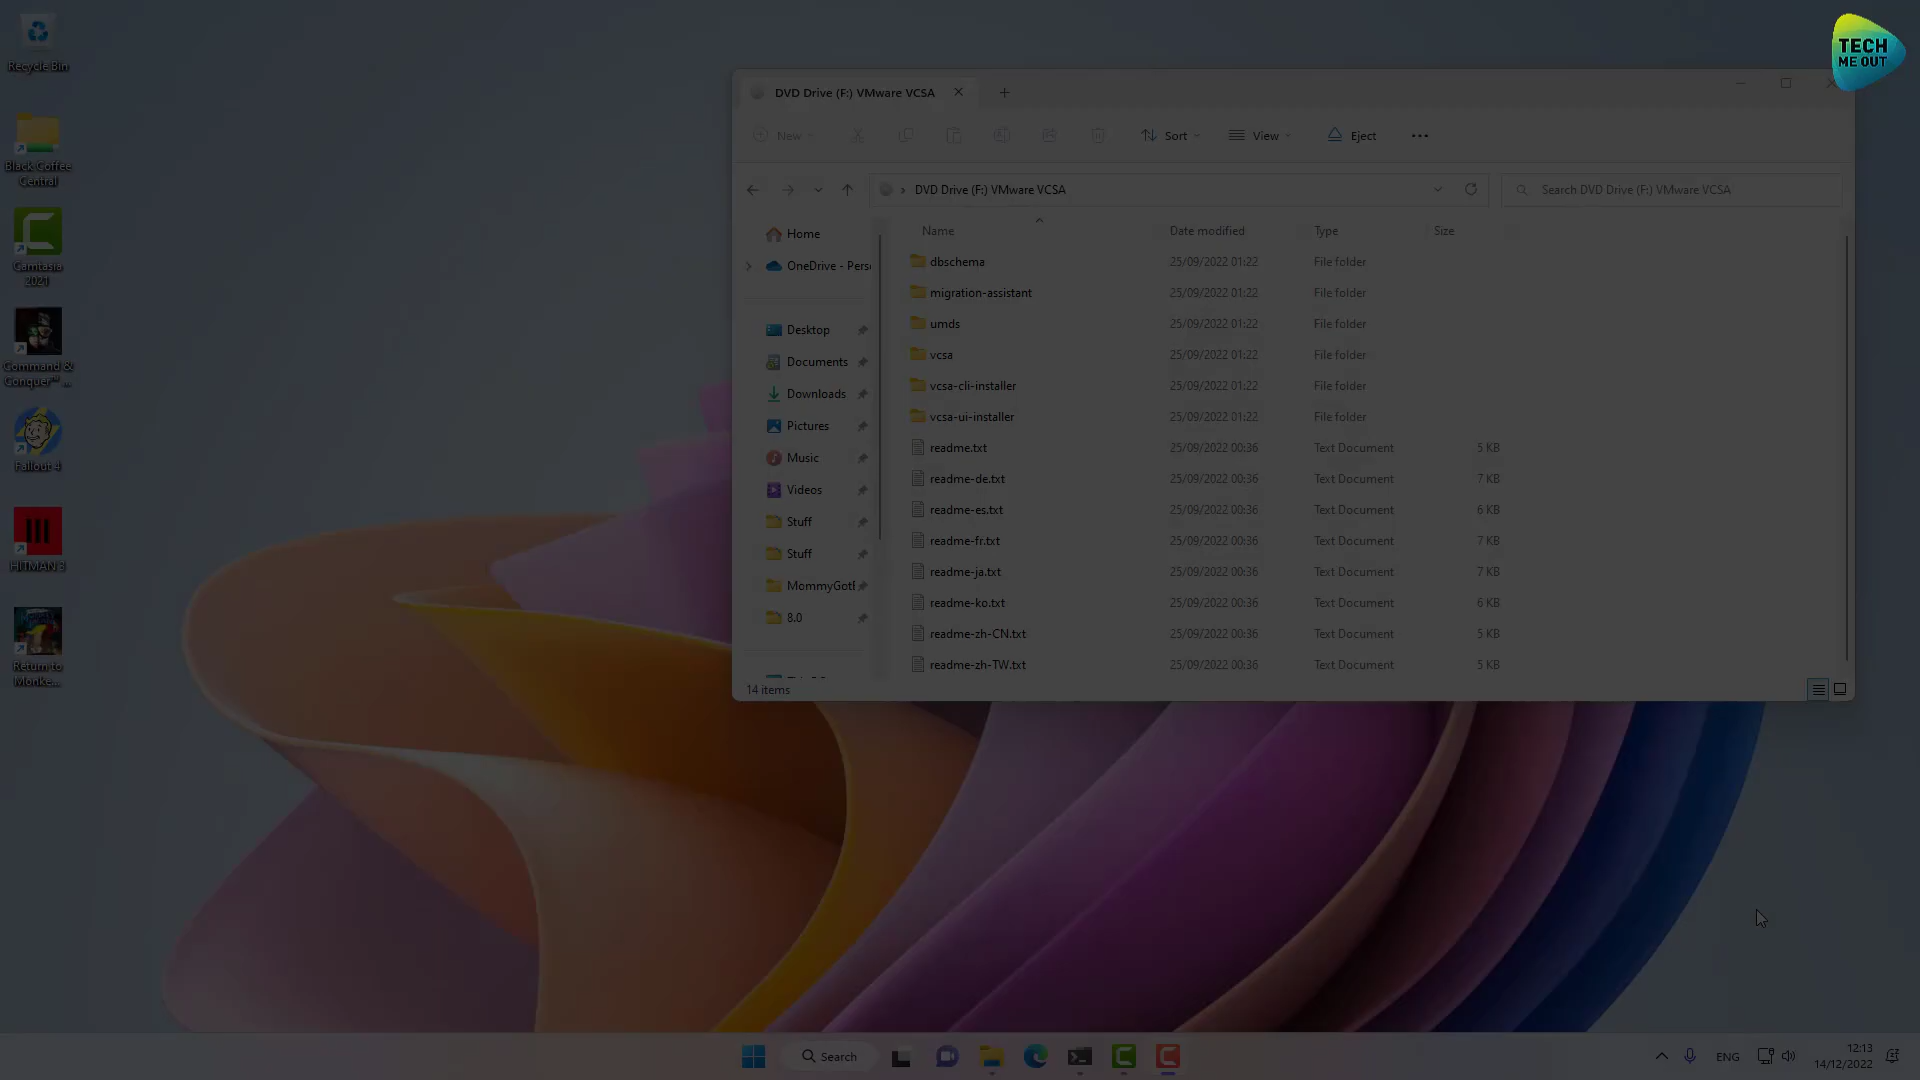 Recycle Bin
Black Coffee
Central
Camtasia
2021
Command &
Conquer™ ...
Fallout 4
HITMAN 3
Return to
Monke...
TECH
ME OUT
DVD Drive (F:) VMware VCSA
New
Sort
View
Eject
DVD Drive (F:) VMware VCSA
Search DVD Drive (F:) VMware VCSA
Home
OneDrive - Pers
Desktop
Documents
Downloads
Pictures
Music
Videos
Stuff
Stuff
8.0
Name Date modified Type Size
dbschema 25/09/2022 01:22 File folder
migration-assistant 25/09/2022 01:22 File folder
umds 25/09/2022 01:22 File folder
vcsa 25/09/2022 01:22 File folder
vcsa-cli-installer 25/09/2022 01:22 File folder
vcsa-ui-installer 25/09/2022 01:22 File folder
readme.txt 25/09/2022 00:36 Text Document 5 KB
readme-de.txt 25/09/2022 00:36 Text Document 7 KB
readme-es.txt 25/09/2022 00:36 Text Document 6 KB
readme-fr.txt 25/09/2022 00:36 Text Document 7 KB
readme-ja.txt 25/09/2022 00:36 Text Document 7 KB
readme-ko.txt 25/09/2022 00:36 Text Document 6 KB
readme-zh-CN.txt 25/09/2022 00:36 Text Document 5 KB
readme-zh-TW.txt 25/09/2022 00:36 Text Document 5 KB
14 items
Search
ENG
12:13
14/12/2022